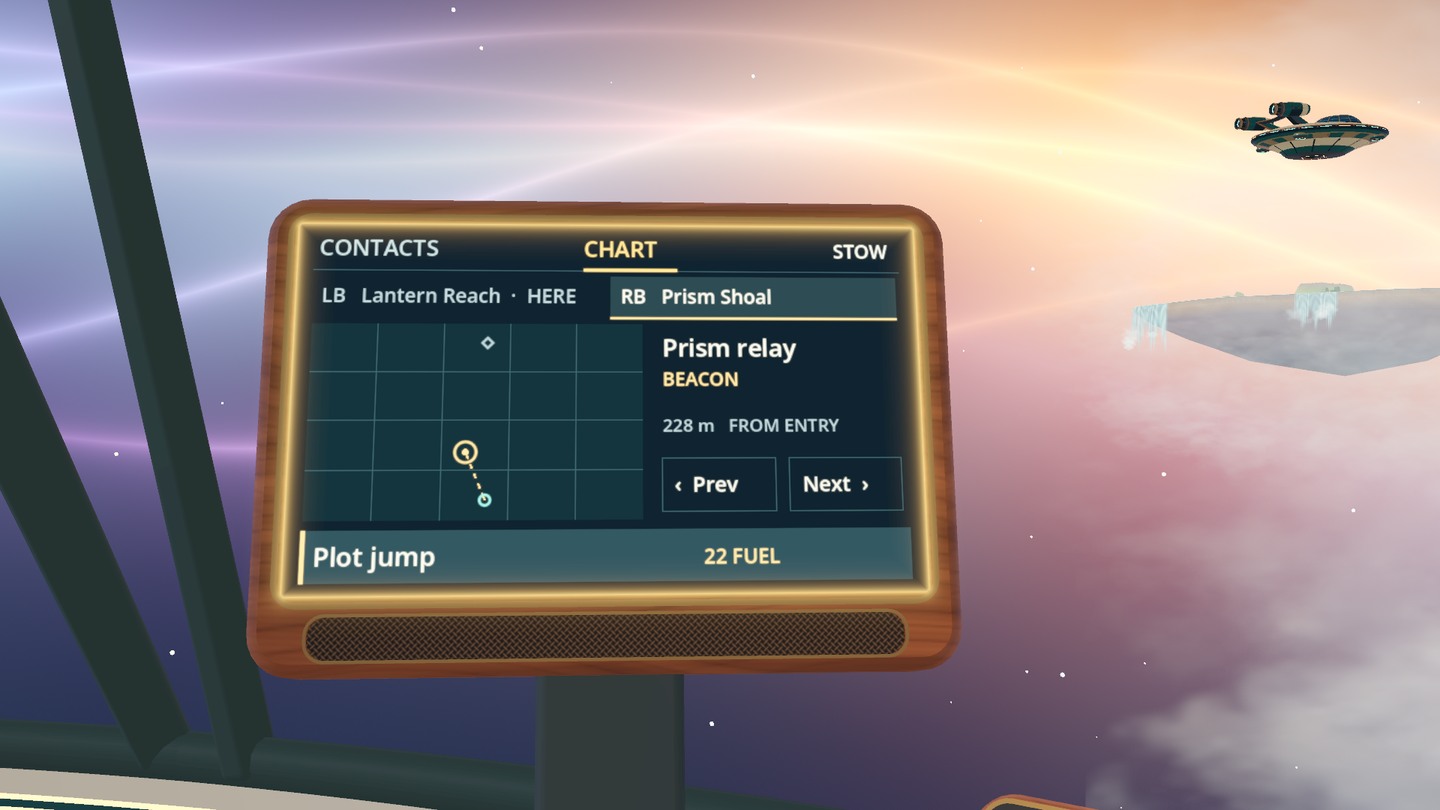 CONTACTS CHART STOW
LB Lantern Reach · HERE RB Prism Shoal
Prism relay
BEACON
228 m FROM ENTRY
‹ Prev Next ›
Plot jump 22 FUEL